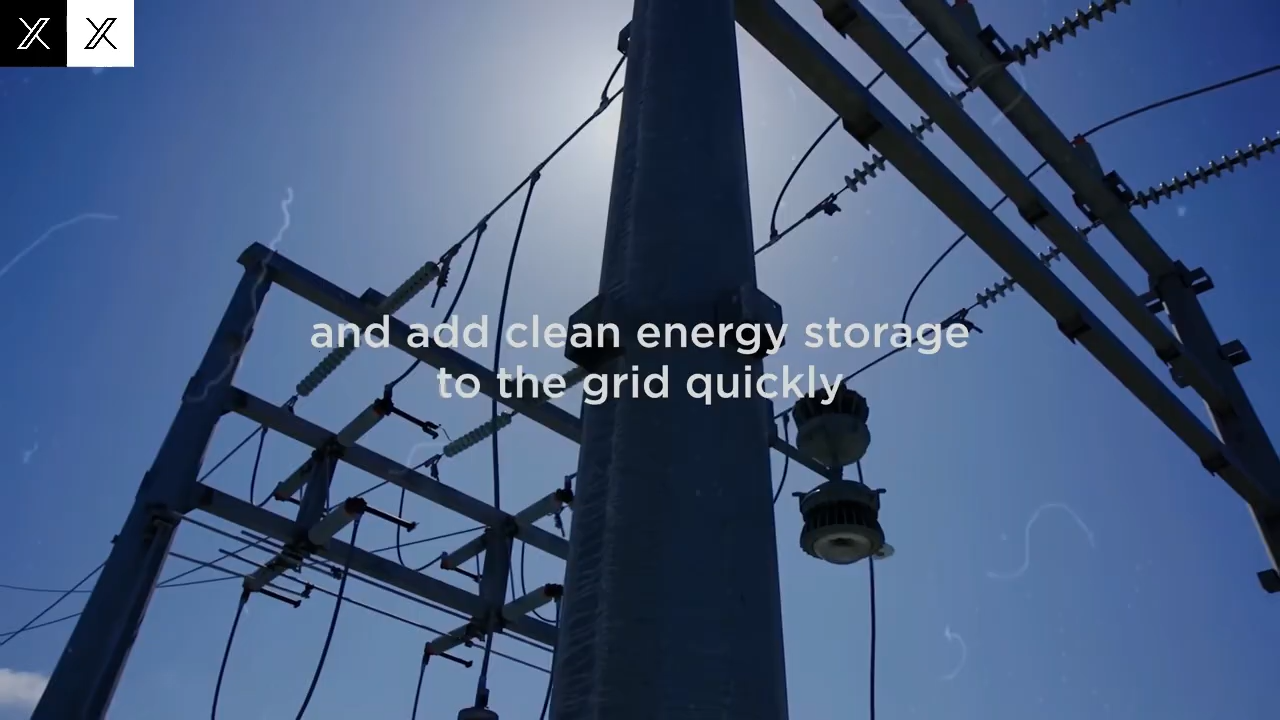 and add clean energy storage
to the grid quickly